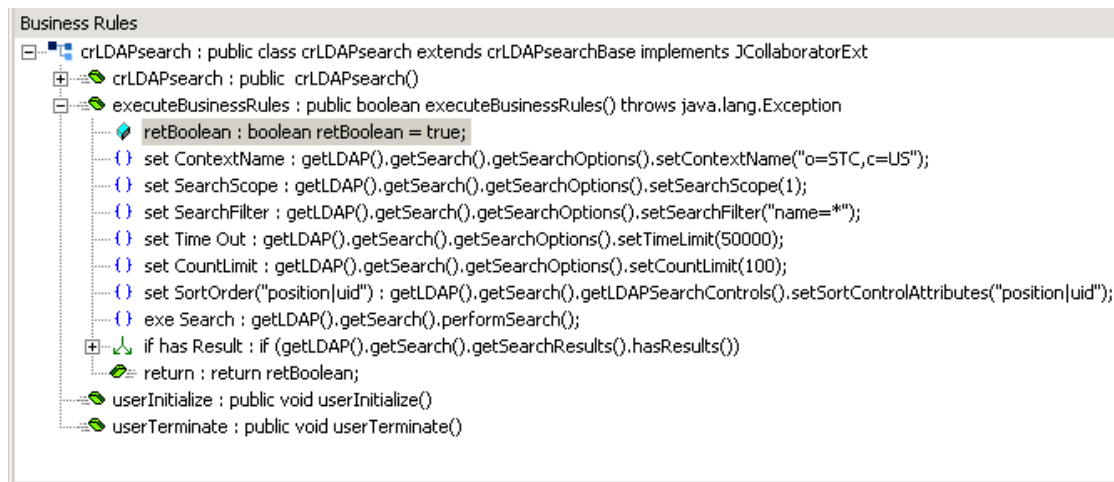 Business Rules
crLDAPsearch : public class crLDAPsearch extends crLDAPsearchBase implements JCollaboratorExt
crLDAPsearch : public  crLDAPsearch()
executeBusinessRules : public boolean executeBusinessRules() throws java.lang.Exception
retBoolean : boolean retBoolean = true;
{} set ContextName : getLDAP().getSearch().getSearchOptions().setContextName("o=STC,c=US");
{} set SearchScope : getLDAP().getSearch().getSearchOptions().setSearchScope(1);
{} set SearchFilter : getLDAP().getSearch().getSearchOptions().setSearchFilter("name=*");
{} set Time Out : getLDAP().getSearch().getSearchOptions().setTimeLimit(50000);
{} set CountLimit : getLDAP().getSearch().getSearchOptions().setCountLimit(100);
{} set SortOrder("position|uid") : getLDAP().getSearch().getLDAPSearchControls().setSortControlAttributes("position|uid");
{} exe Search : getLDAP().getSearch().performSearch();
if has Result : if (getLDAP().getSearch().getSearchResults().hasResults())
return : return retBoolean;
userInitialize : public void userInitialize()
userTerminate : public void userTerminate()